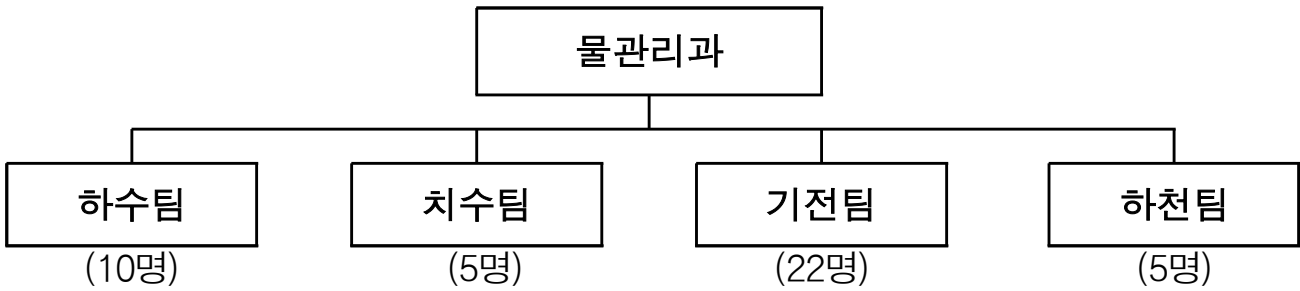 물관리과
하수팀 치수팀 기전팀 하천팀
(10명) (5명) (22명) (5명)